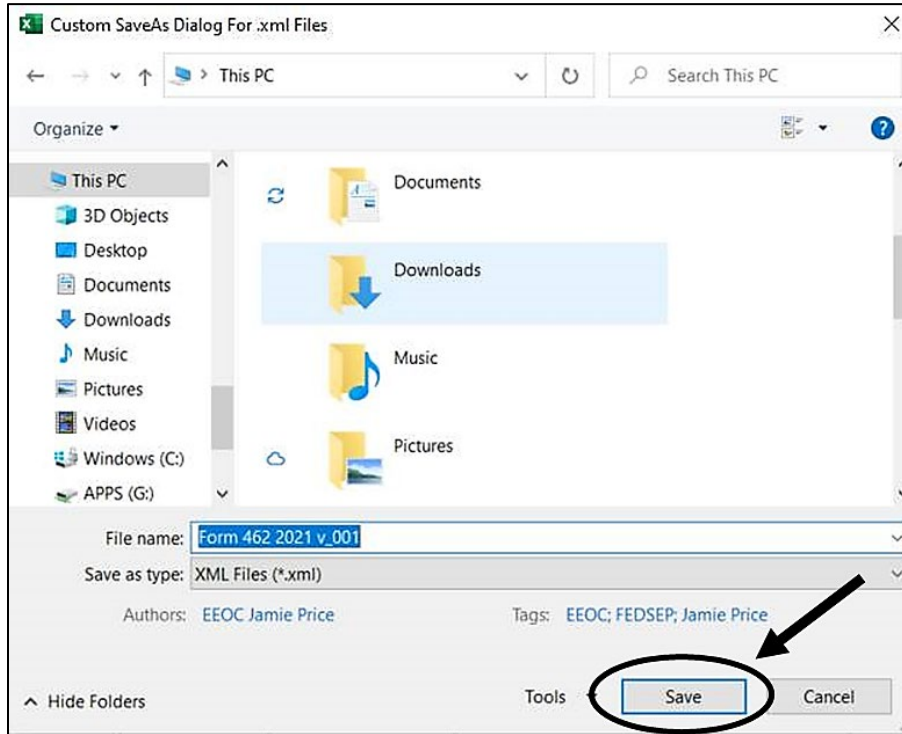 Custom SaveAs Dialog For .xml Files
This PC
Search This PC
Organize
This PC
3D Objects
Desktop
Documents
Downloads
Music
Pictures
Videos
Windows (C:)
APPS (G:)
Documents
Downloads
Music
Pictures
File name: Form 462 2021 v_001
Save as type: XML Files (*.xml)
Authors: EEOC Jamie Price Tags: EEOC; FEDSEP; Jamie Price
Hide Folders Tools Save Cancel